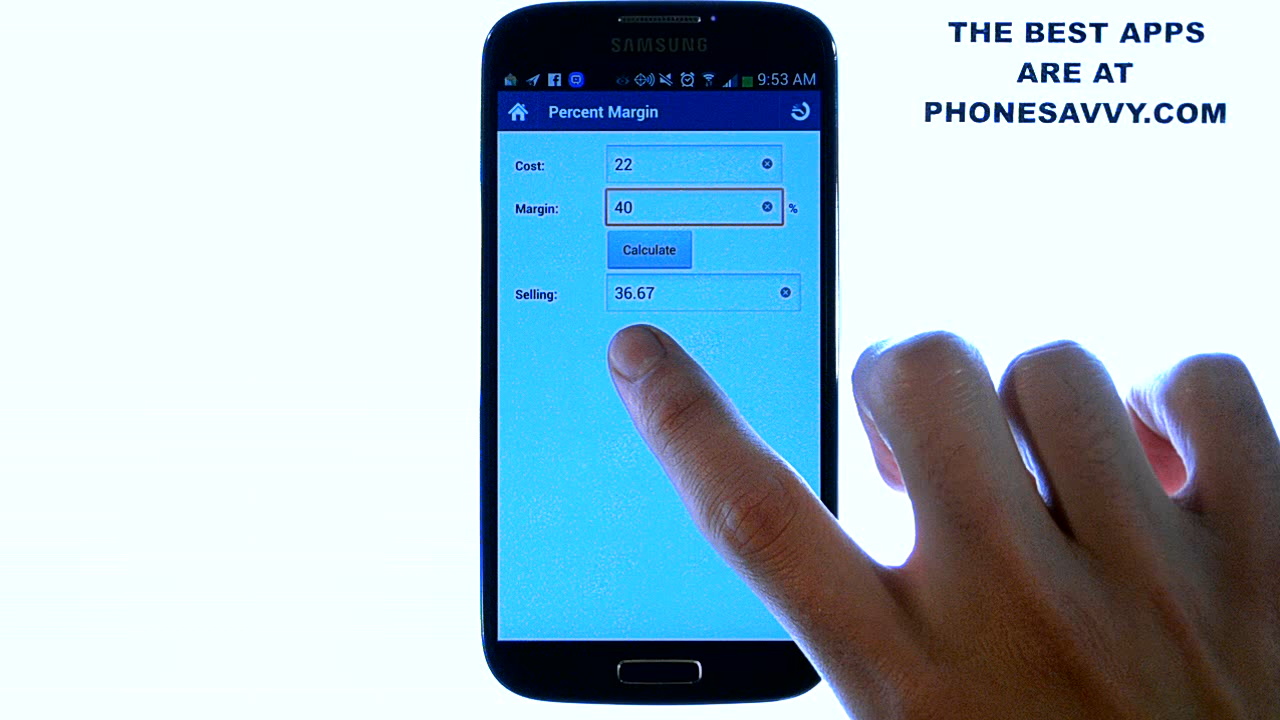 THE BEST APPS
ARE AT
PHONESAVVY.COM
SAMSUNG
9:53 AM
Percent Margin
Cost: 22
Margin: 40 %
Calculate
Selling: 36.67